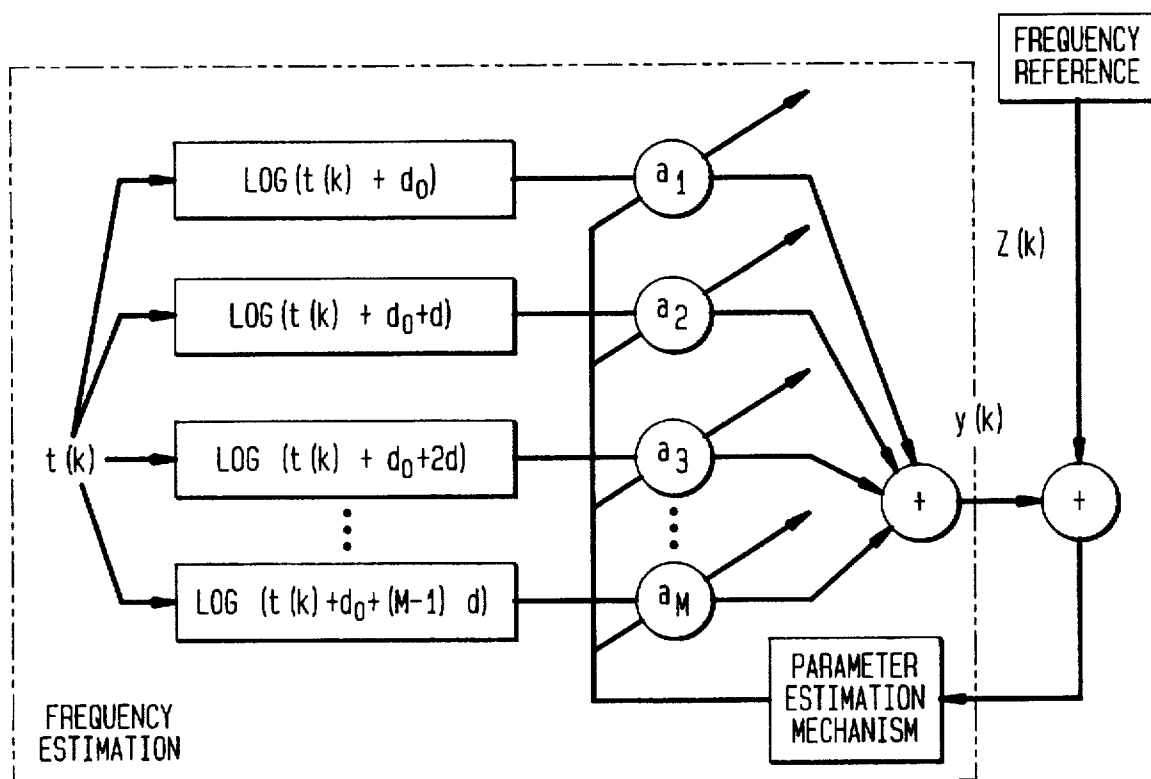 FREQUENCY
REFERENCE
LOG(t(k) + d₀)
a₁
Z(k)
LOG(t(k) + d₀+d)
a₂
y(k)
t(k)
LOG (t(k) + d₀+2d)
a₃
+
+
LOG (t(k)+d₀+(M-1) d)
a_M
PARAMETER
ESTIMATION
MECHANISM
FREQUENCY
ESTIMATION